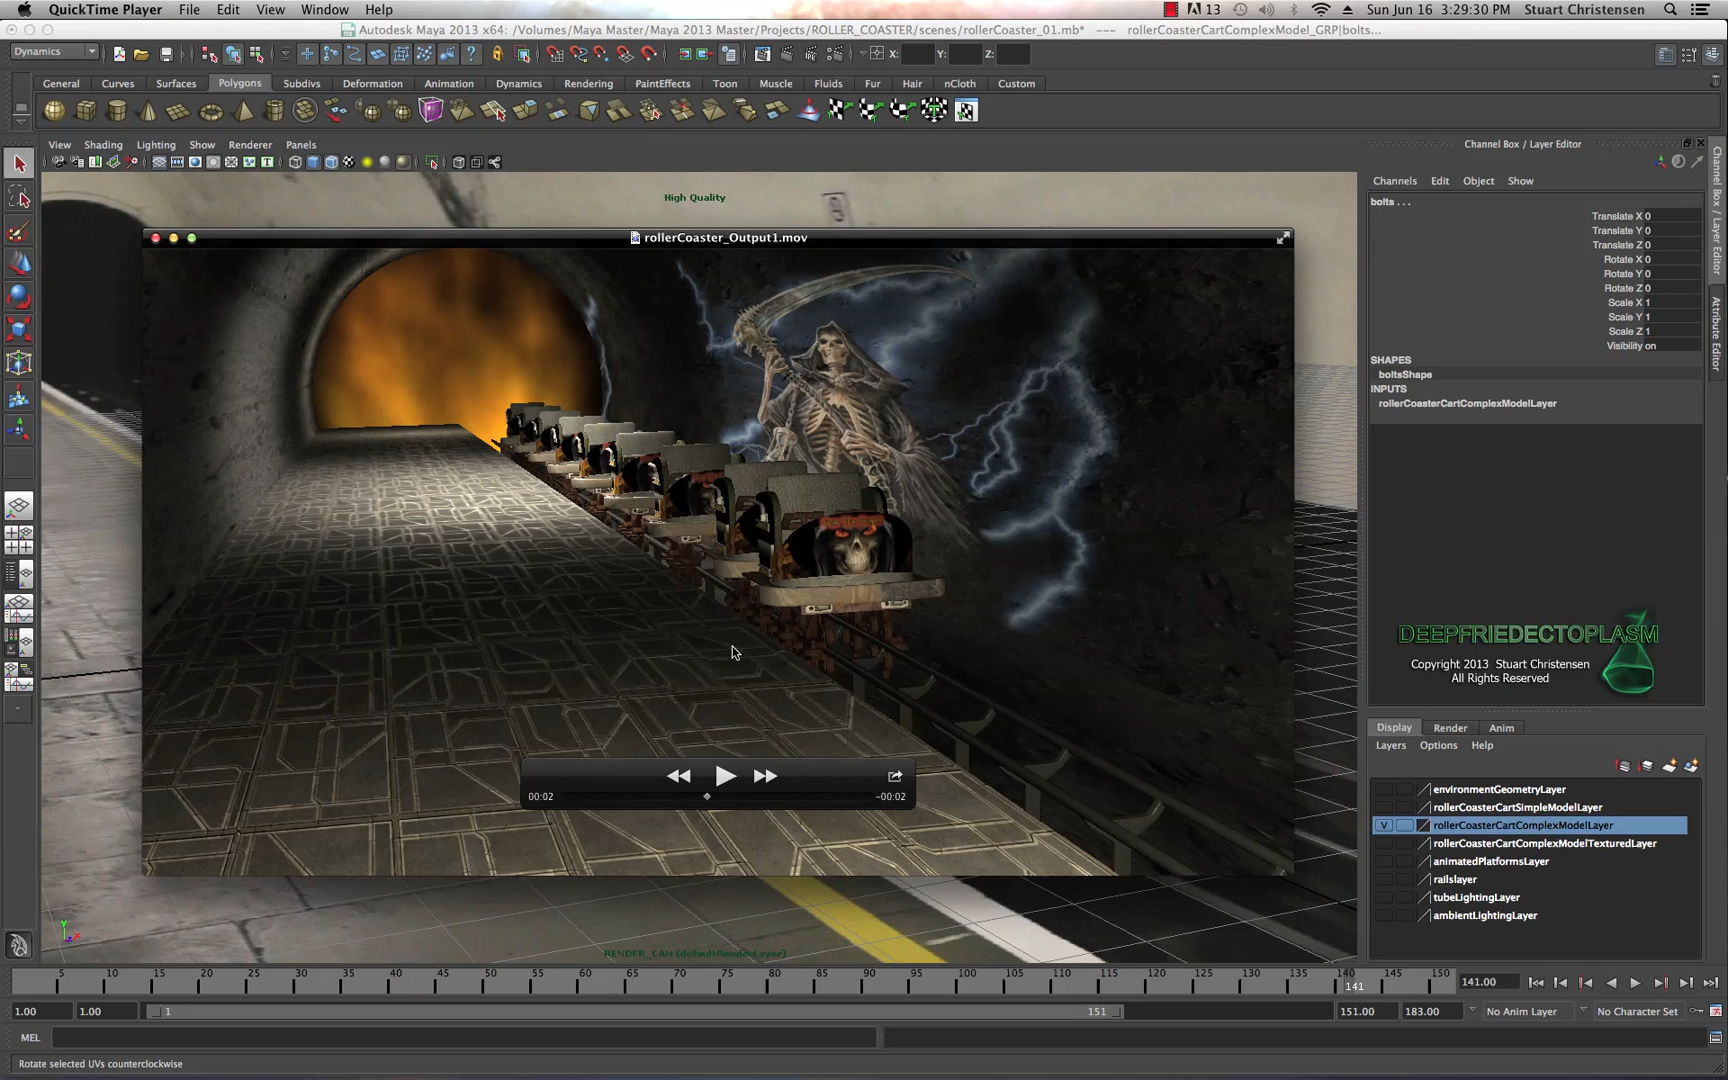 QuickTime Player File Edit View Window Help
13 Sun Jun 16 3:29:30 PM Stuart Christensen
Autodesk Maya 2013 x64: /Volumes/Maya Master/Maya 2013 Master/Projects/ROLLER_COASTER/scenes/rollerCoaster_01.mb* --- rollerCoasterCartComplexModel_GRP|bolts...
Dynamics X: Y: Z:
General Curves Surfaces Polygons Subdivs Deformation Animation Dynamics Rendering PaintEffects Toon Muscle Fluids Fur Hair nCloth Custom
View Shading Lighting Show Renderer Panels
High Quality
rollerCoaster_Output1.mov
00:02 -00:02
RENDER_CAM (defaultRenderLayer)
Channel Box / Layer Editor
Channels Edit Object Show
bolts . . .
Translate X 0
Translate Y 0
Translate Z 0
Rotate X 0
Rotate Y 0
Rotate Z 0
Scale X 1
Scale Y 1
Scale Z 1
Visibility on
SHAPES
boltsShape
INPUTS
rollerCoasterCartComplexModelLayer
Channel Box / Layer Editor
Attribute Editor
DEEPFRIEDECTOPLASM
Copyright 2013 Stuart Christensen
All Rights Reserved
Display Render Anim
Layers Options Help
environmentGeometryLayer
rollerCoasterCartSimpleModelLayer
V rollerCoasterCartComplexModelLayer
rollerCoasterCartComplexModelTexturedLayer
animatedPlatformsLayer
railslayer
tubeLightingLayer
ambientLightingLayer
5 10 15 20 25 30 35 40 45 50 55 60 65 70 75 80 85 90 95 100 105 110 115 120 125 130 135 140 145 150 141.00
141
1.00 1.00 1 151 151.00 183.00 No Anim Layer No Character Set
MEL
Rotate selected UVs counterclockwise